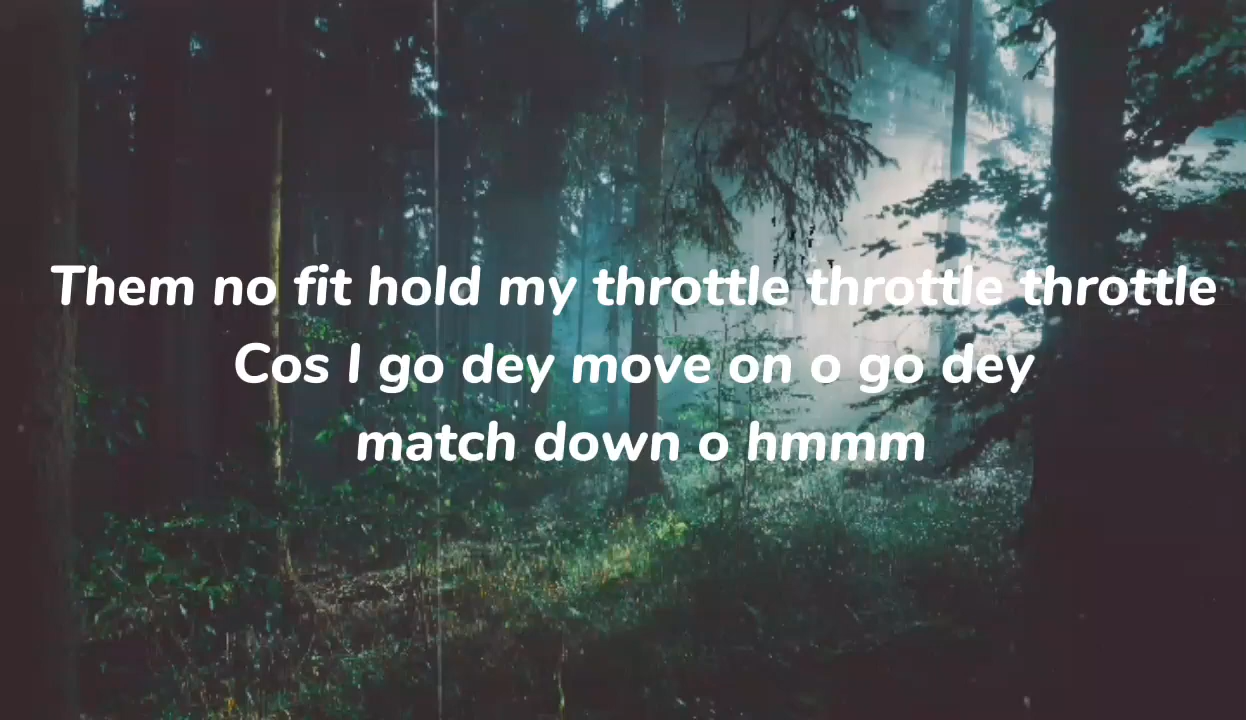 Them no fit hold my throttle throttle throttle
Cos I go dey move on o go dey
match down o hmmm